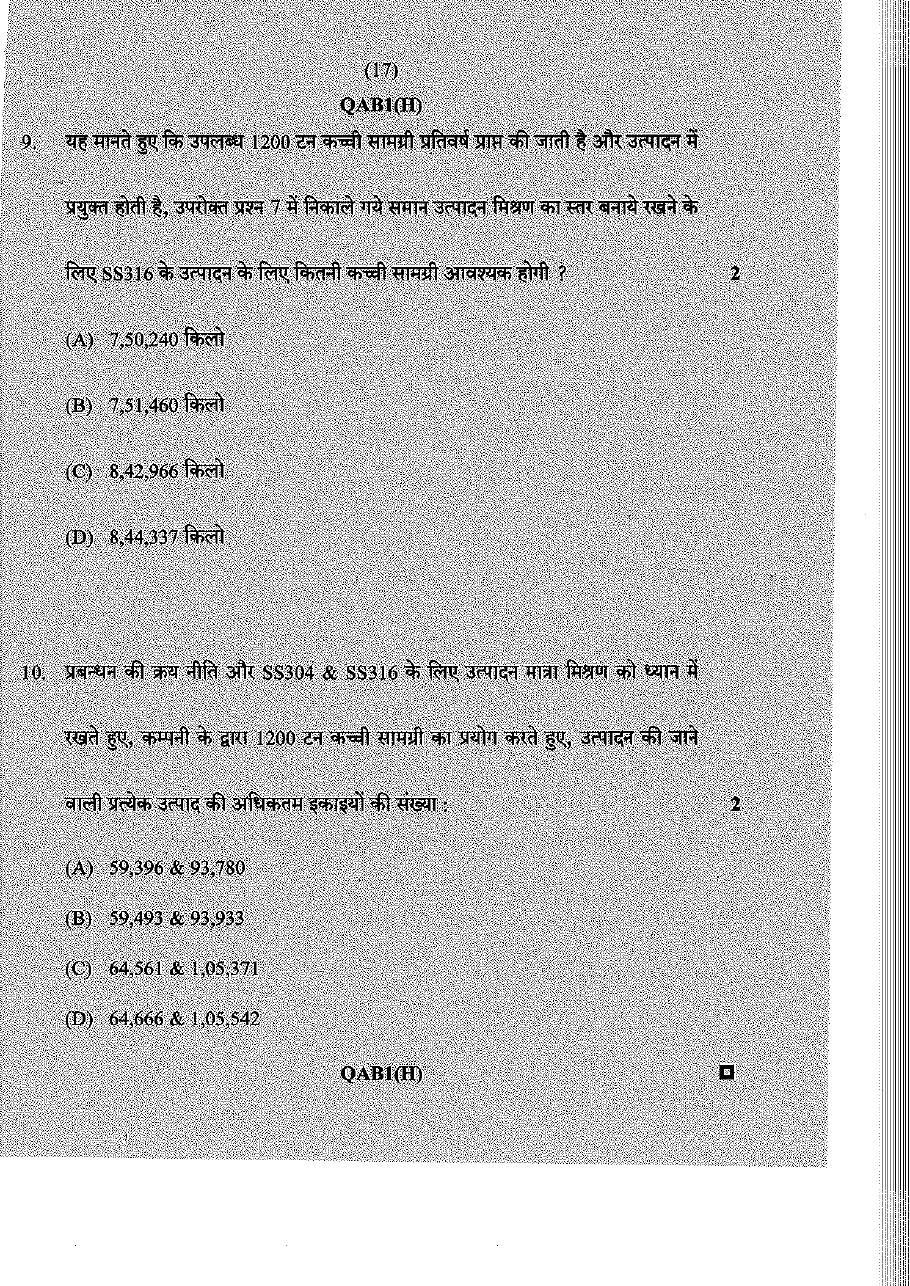 (17)
QAB1(H)
9. यह मानते हुए कि उपलब्ध 1200 टन कच्ची सामग्री प्रतिवर्ष प्राप्त की जाती है और उत्पादन में
प्रयुक्त होती है, उपरोक्त प्रश्न 7 में निकाले गये समान उत्पादन मिश्रण का स्तर बनाये रखने के
लिए SS316 के उत्पादन के लिए कितनी कच्ची सामग्री आवश्यक होगी ? 2
(A) 7,50,240 किलो
(B) 7,51,460 किलो
(C) 8,42,966 किलो
(D) 8,44,337 किलो
10. प्रबन्धन की क्रय नीति और SS304 & SS316 के लिए उत्पादन मात्रा मिश्रण को ध्यान में
रखते हुए, कम्पनी के द्वारा 1200 टन कच्ची सामग्री का प्रयोग करते हुए, उत्पादन की जाने
वाली प्रत्येक उत्पाद की अधिकतम इकाइयों की संख्या : 2
(A) 59,396 & 93,780
(B) 59,493 & 93,933
(C) 64,561 & 1,05,371
(D) 64,666 & 1,05,542
QAB1(H)